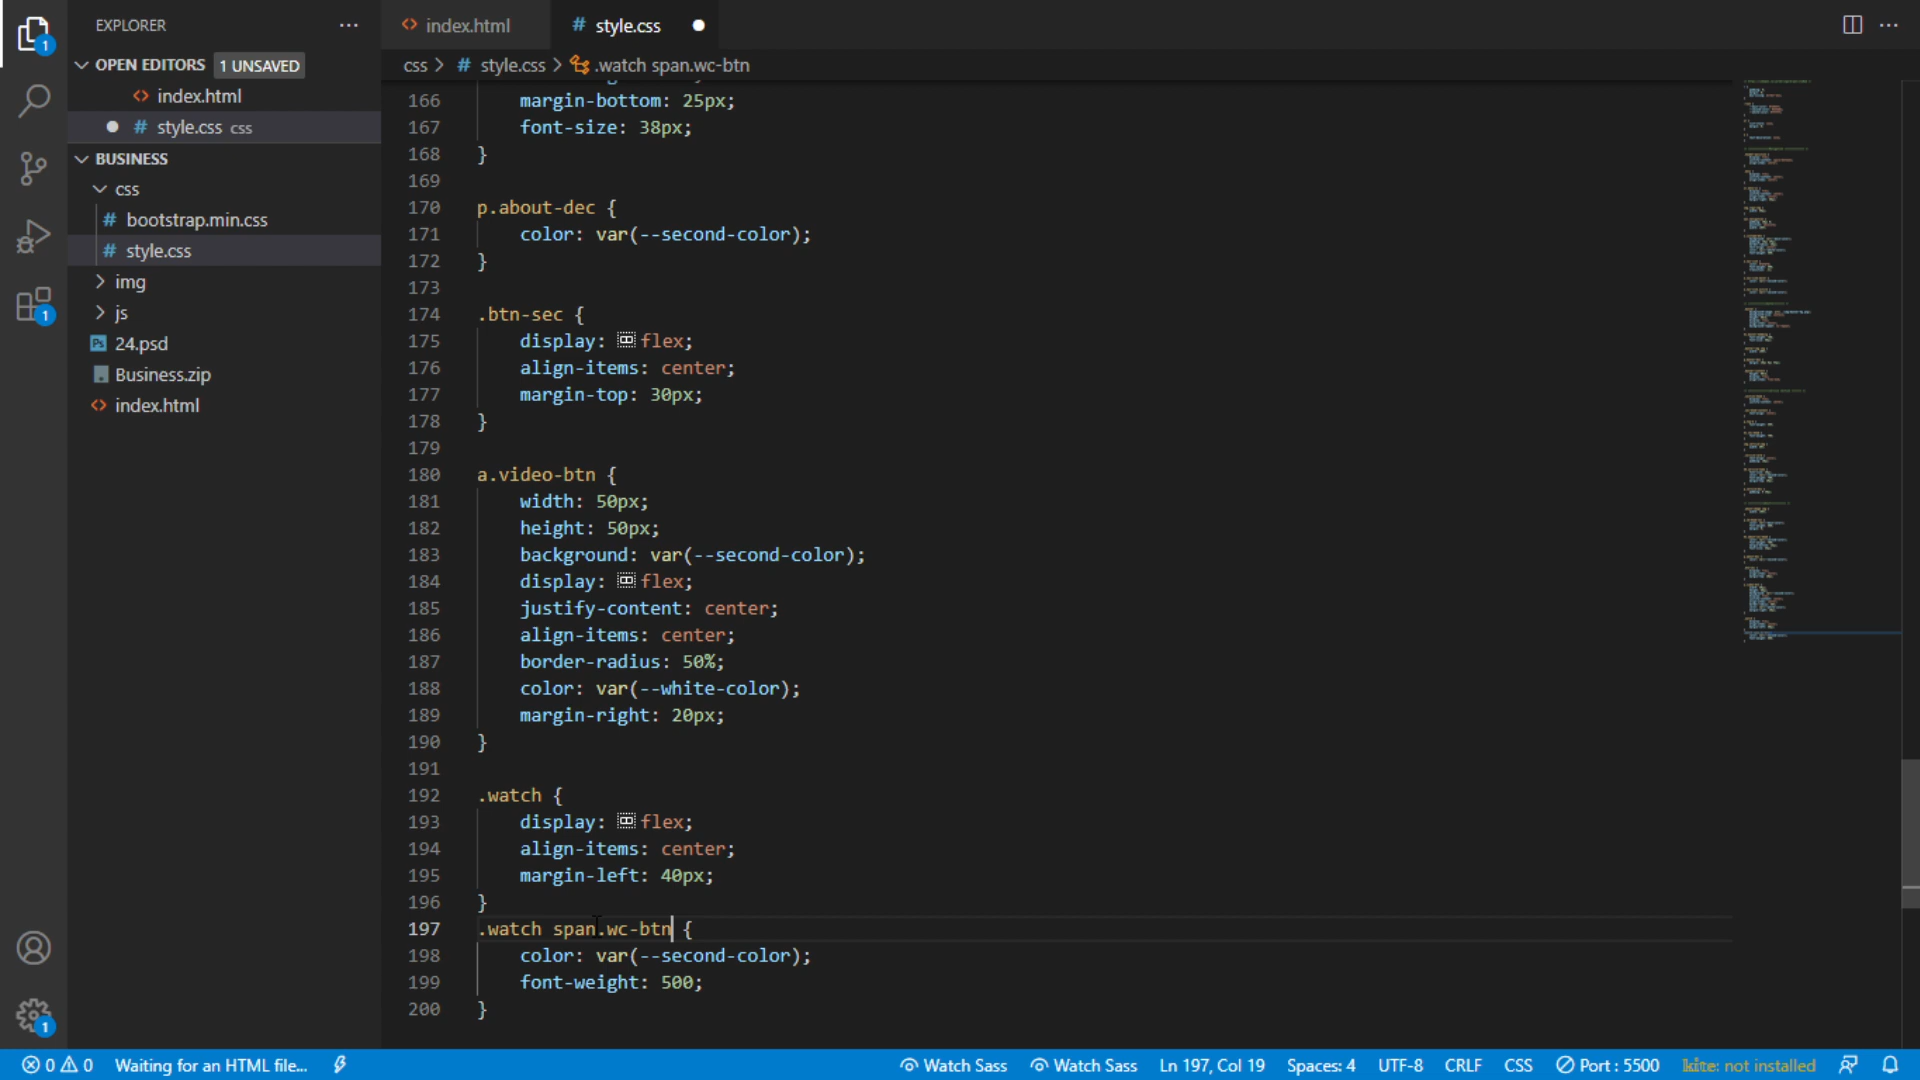 EXPLORER
index.html
# style.css
OPEN EDITORS 1 UNSAVED
css > # style.css > .watch span.wc-btn
index.html
# style.css css
BUSINESS
css
# bootstrap.min.css
# style.css
img
js
Ps 24.psd
Business.zip
index.html
166 margin-bottom: 25px;
167 font-size: 38px;
168 }
169
170 p.about-dec {
171 color: var(--second-color);
172 }
173
174 .btn-sec {
175 display: flex;
176 align-items: center;
177 margin-top: 30px;
178 }
179
180 a.video-btn {
181 width: 50px;
182 height: 50px;
183 background: var(--second-color);
184 display: flex;
185 justify-content: center;
186 align-items: center;
187 border-radius: 50%;
188 color: var(--white-color);
189 margin-right: 20px;
190 }
191
192 .watch {
193 display: flex;
194 align-items: center;
195 margin-left: 40px;
196 }
197 .watch span.wc-btn {
198 color: var(--second-color);
199 font-weight: 500;
200 }
1
1
1
0 0 Waiting for an HTML file... Watch Sass Watch Sass Ln 197, Col 19 Spaces: 4 UTF-8 CRLF CSS Port : 5500 kite: not installed